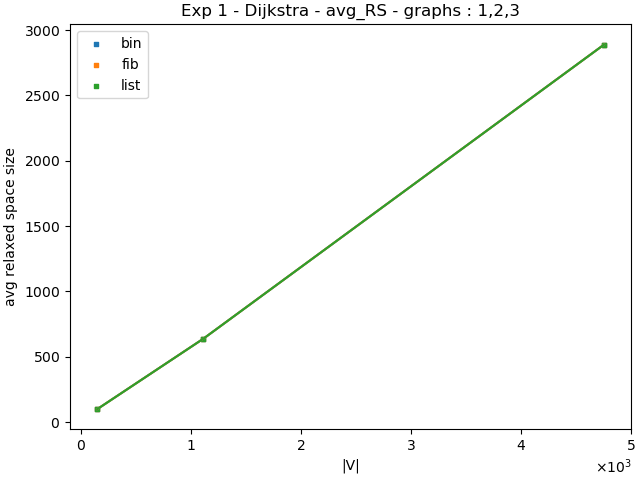 Exp 1 - Dijkstra - avg_RS - graphs : 1,2,3
bin
fib
list
avg relaxed space size
3000
2500
2000
1500
1000
500
0
0 1 2 3 4 5
×10³
|V|